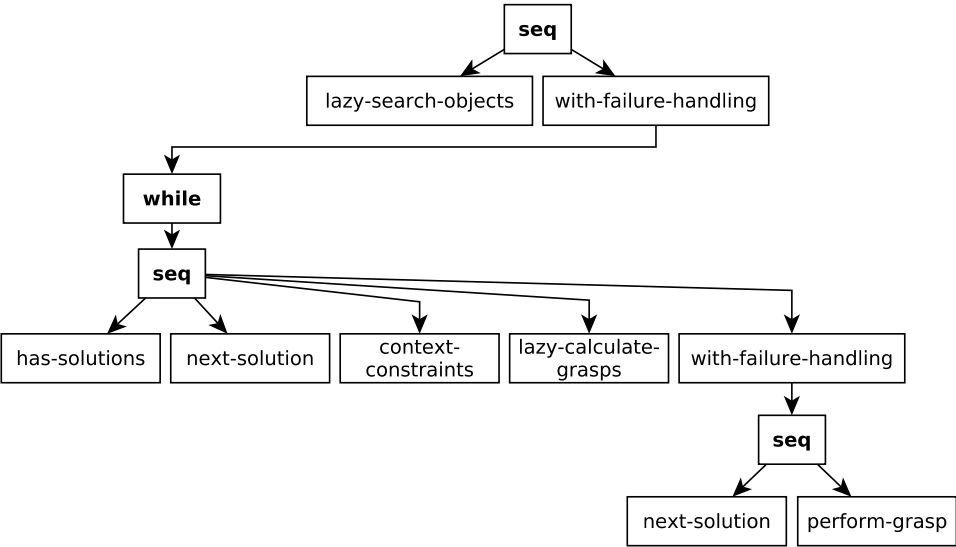 seq
lazy-search-objects
with-failure-handling
while
seq
has-solutions
next-solution
context-
constraints
lazy-calculate-
grasps
with-failure-handling
seq
next-solution
perform-grasp